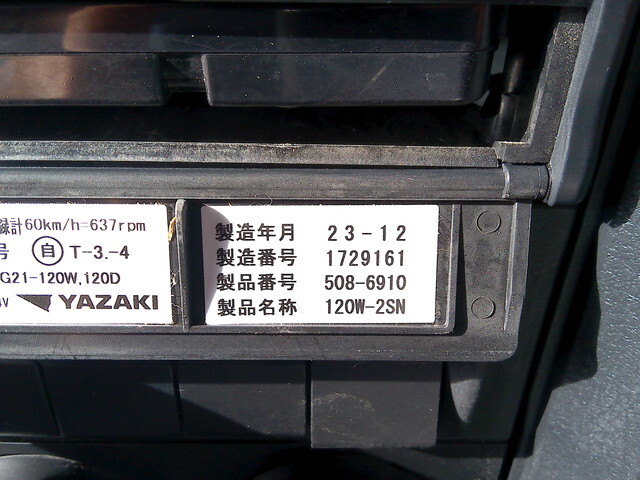 録計60km/h=637rpm
号 自 T-3.-4
G21-120W,120D
YAZAKI
製造年月 23-12
製造番号 1729161
製品番号 508-6910
製品名称 120W-2SN